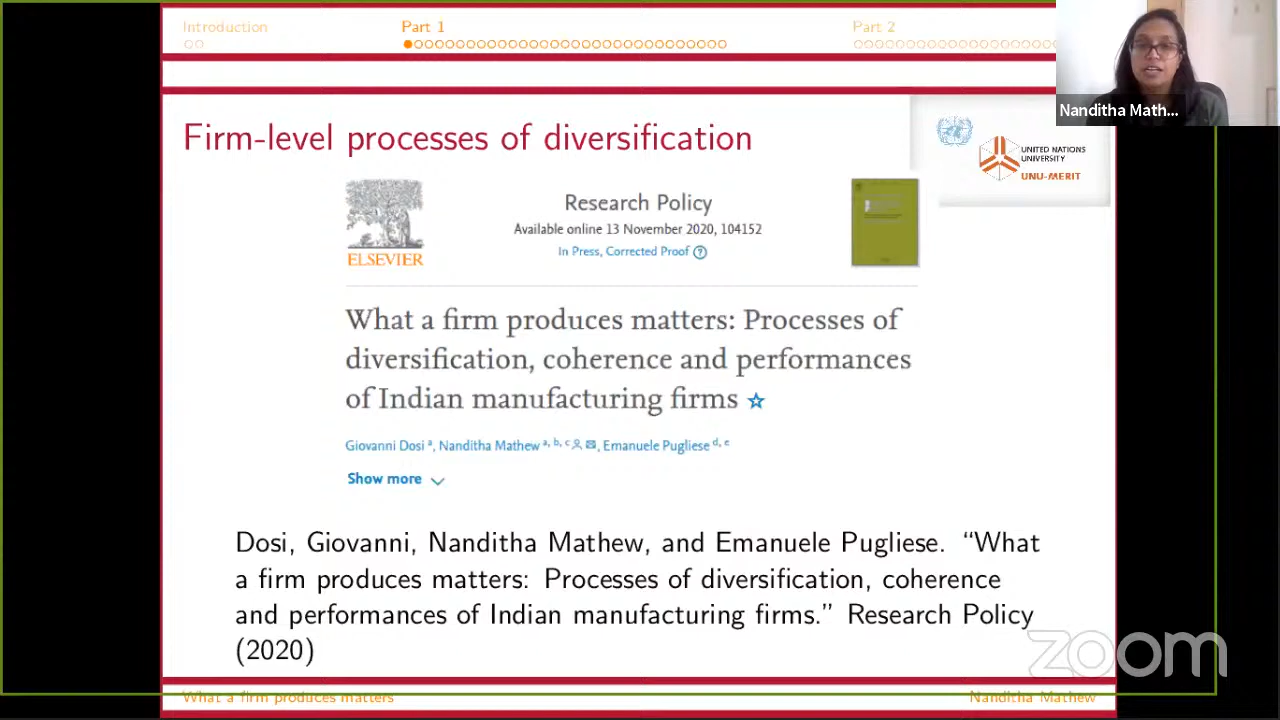 Introduction
Part 1
Part 2
Nanditha Math...
Firm-level processes of diversification
UNITED NATIONS
UNIVERSITY
UNU-MERIT
ELSEVIER
Research Policy
Available online 13 November 2020, 104152
In Press, Corrected Proof ?
What a firm produces matters: Processes of
diversification, coherence and performances
of Indian manufacturing firms ☆
Giovanni Dosi a, Nanditha Mathew a, b, c, Emanuele Pugliese d, e
Show more
Dosi, Giovanni, Nanditha Mathew, and Emanuele Pugliese. “What
a firm produces matters: Processes of diversification, coherence
and performances of Indian manufacturing firms.” Research Policy
(2020)
zoom
What a firm produces matters
Nanditha Mathew